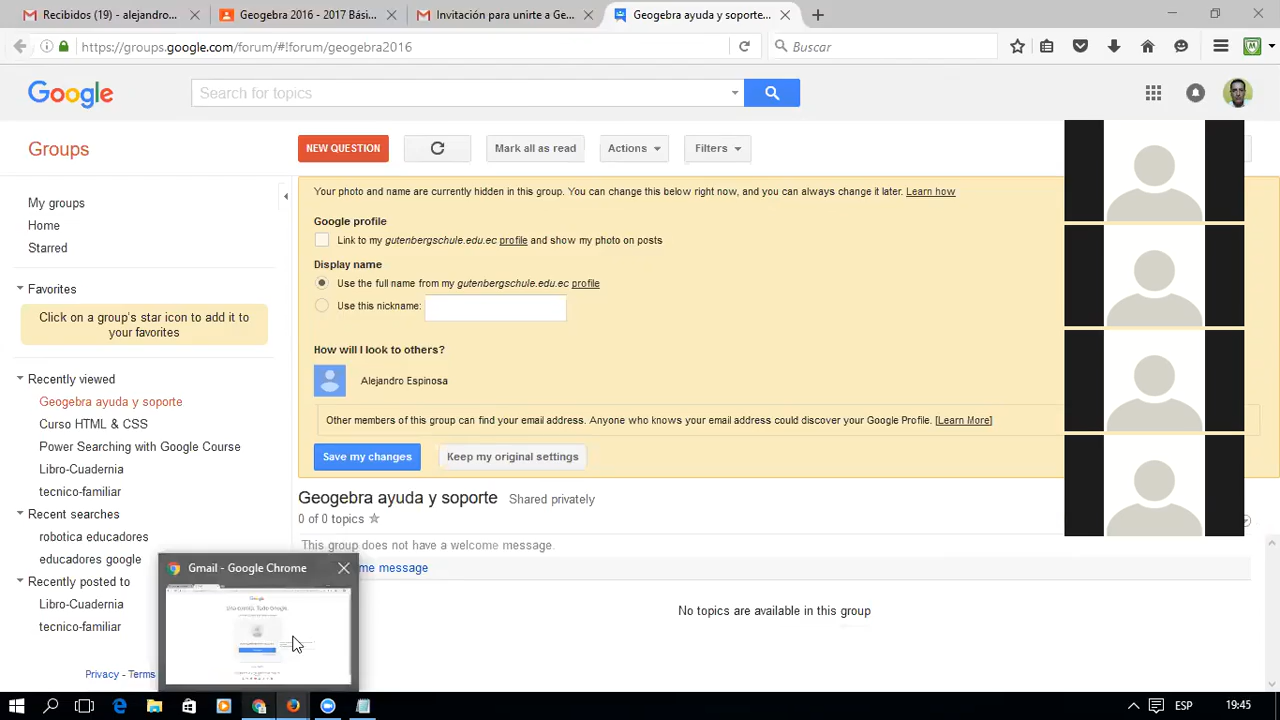 Recibidos (19) - alejandro...
Geogebra 2016 - 2017 Bási...
Invitación para unirte a Ge...
Geogebra ayuda y soporte...
https://groups.google.com/forum/#!forum/geogebra2016
Buscar
Google
Search for topics
Groups
NEW QUESTION
Mark all as read
Actions
Filters
My groups
Home
Starred
Favorites
Click on a group's star icon to add it to
your favorites
Recently viewed
Geogebra ayuda y soporte
Curso HTML & CSS
Power Searching with Google Course
Libro-Cuadernia
tecnico-familiar
Recent searches
robotica educadores
educadores google
Recently posted to
Libro-Cuadernia
tecnico-familiar
Privacy - Terms
Your photo and name are currently hidden in this group. You can change this below right now, and you can always change it later. Learn how
Google profile
Link to my gutenbergschule.edu.ec profile and show my photo on posts
Display name
Use the full name from my gutenbergschule.edu.ec profile
Use this nickname:
How will I look to others?
Alejandro Espinosa
Other members of this group can find your email address. Anyone who knows your email address could discover your Google Profile. [Learn More]
Save my changes
Keep my original settings
Geogebra ayuda y soporte Shared privately
0 of 0 topics
This group does not have a welcome message.
me message
No topics are available in this group
Gmail - Google Chrome
ESP
19:45